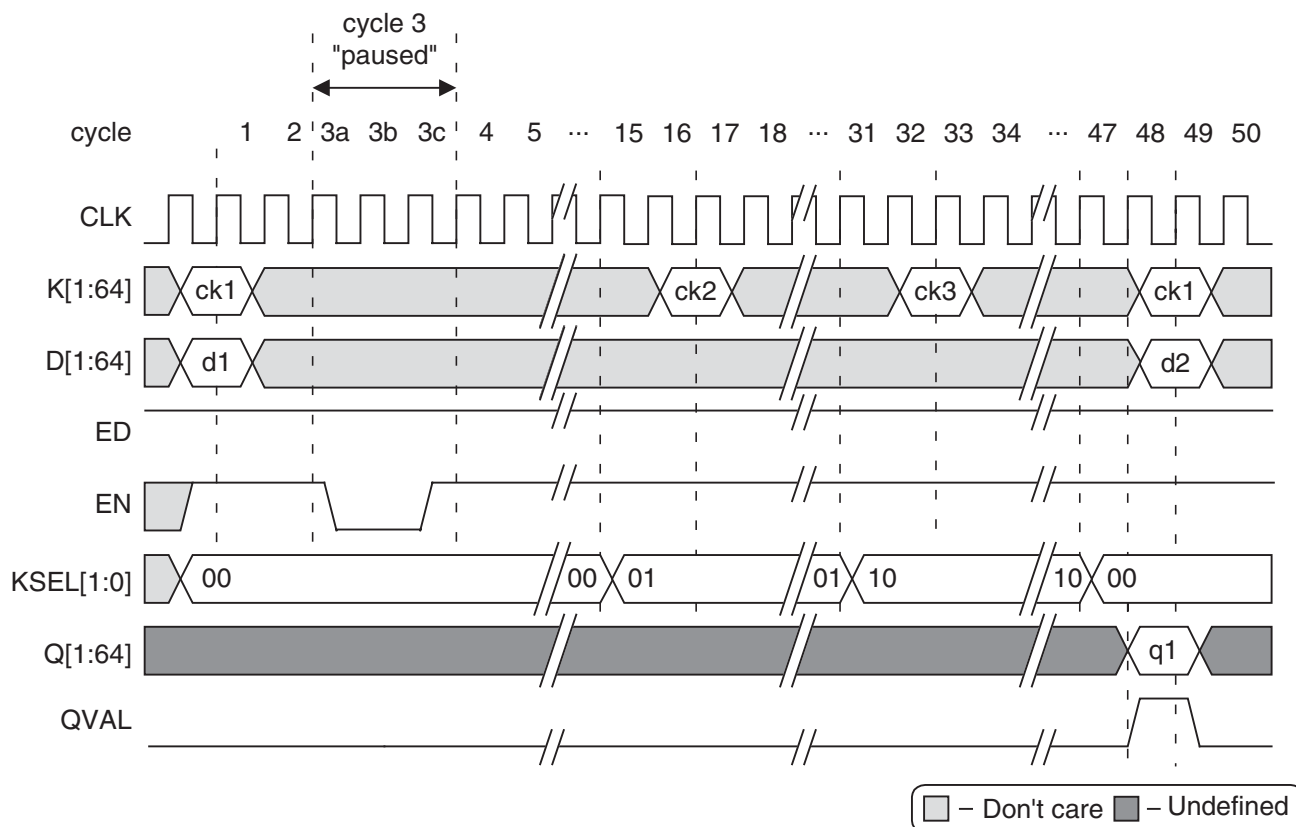 cycle 3
"paused"
cycle 1 2 3a 3b 3c 4 5 ... 15 16 17 18 ... 31 32 33 34 ... 47 48 49 50
CLK
K[1:64] ck1 ck2 ck3 ck1
D[1:64] d1 d2
ED
EN
KSEL[1:0] 00 00 01 01 10 10 00
Q[1:64] q1
QVAL
– Don't care – Undefined